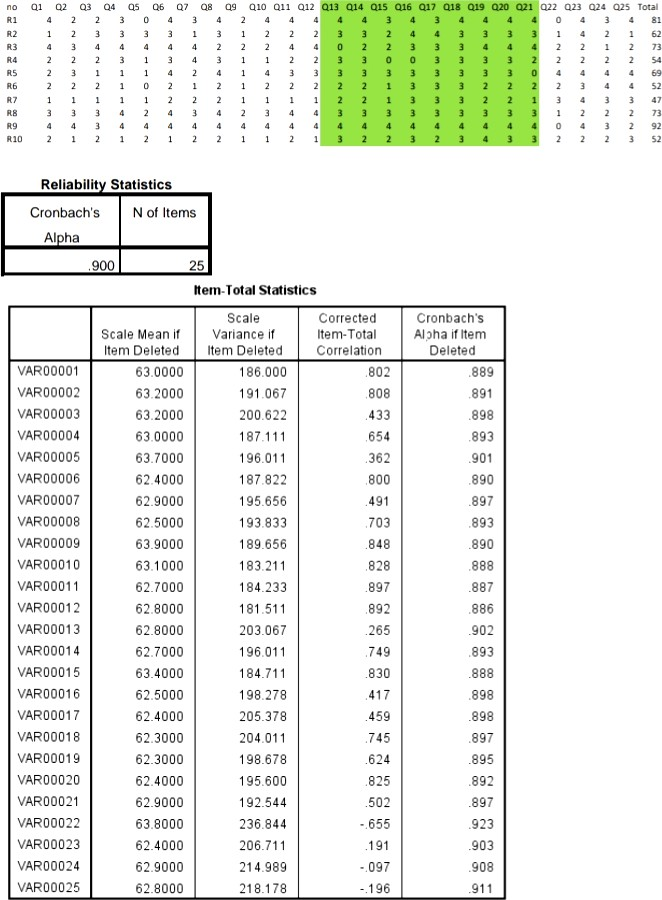 no Q1 Q2 Q3 Q4 Q5 Q6 Q7 Q8 Q9 Q10 Q11 Q12 Q13 Q14 Q15 Q16 Q17 Q18 Q19 Q20 Q21 Q22 Q23 Q24 Q25 Total
R1 4 2 2 3 0 4 3 4 2 4 4 4 4 4 3 4 3 4 4 4 4 0 4 3 4 81
R2 1 2 3 3 3 3 1 3 1 2 2 2 3 3 2 4 4 3 3 3 3 1 4 2 1 62
R3 4 3 4 4 4 4 3 4 2 2 3 4 0 2 2 3 3 3 4 4 4 2 2 1 2 73
R4 2 2 2 3 1 3 4 3 1 1 2 2 3 3 0 0 3 3 3 3 2 2 2 2 2 54
R5 2 3 1 1 1 4 2 4 1 4 3 3 3 3 3 3 3 3 3 3 0 4 4 4 4 69
R6 2 2 2 1 0 2 1 2 1 2 2 2 2 2 1 3 3 3 2 2 2 2 3 4 4 52
R7 1 1 1 1 1 2 2 2 1 1 1 1 2 2 1 3 3 3 2 2 1 3 4 3 3 47
R8 3 3 3 4 2 4 3 4 2 3 4 4 3 3 3 3 3 3 3 3 3 1 2 2 2 73
R9 4 4 3 4 4 4 4 4 4 4 4 4 4 4 4 4 4 4 4 4 4 0 4 3 2 92
R10 2 1 2 1 2 1 2 2 1 1 2 1 3 2 2 3 2 3 4 3 3 2 2 2 3 52
Reliability Statistics
Cronbach's Alpha N of Items
.900 25
Item-Total Statistics
Scale Mean if Item Deleted Scale Variance if Item Deleted Corrected Item-Total Correlation Cronbach's Alpha if Item Deleted
VAR00001 63.0000 186.000 .802 .889
VAR00002 63.2000 191.067 .808 .891
VAR00003 63.2000 200.622 .433 .898
VAR00004 63.0000 187.111 .654 .893
VAR00005 63.7000 196.011 .362 .901
VAR00006 62.4000 187.822 .800 .890
VAR00007 62.9000 195.656 .491 .897
VAR00008 62.5000 193.833 .703 .893
VAR00009 63.9000 189.656 .848 .890
VAR00010 63.1000 183.211 .828 .888
VAR00011 62.7000 184.233 .897 .887
VAR00012 62.8000 181.511 .892 .886
VAR00013 62.8000 203.067 .265 .902
VAR00014 62.7000 196.011 .749 .893
VAR00015 63.4000 184.711 .830 .888
VAR00016 62.5000 198.278 .417 .898
VAR00017 62.4000 205.378 .459 .898
VAR00018 62.3000 204.011 .745 .897
VAR00019 62.3000 198.678 .624 .895
VAR00020 62.4000 195.600 .825 .892
VAR00021 62.9000 192.544 .502 .897
VAR00022 63.8000 236.844 -.655 .923
VAR00023 62.4000 206.711 .191 .903
VAR00024 62.9000 214.989 -.097 .908
VAR00025 62.8000 218.178 -.196 .911